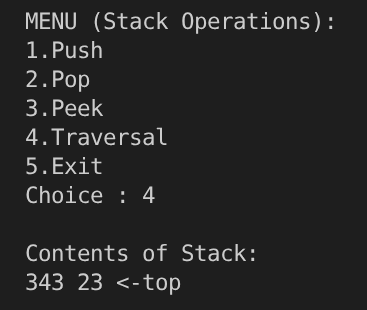 MENU (Stack Operations):
1.Push
2.Pop
3.Peek
4.Traversal
5.Exit
Choice : 4
Contents of Stack:
343 23 <-top